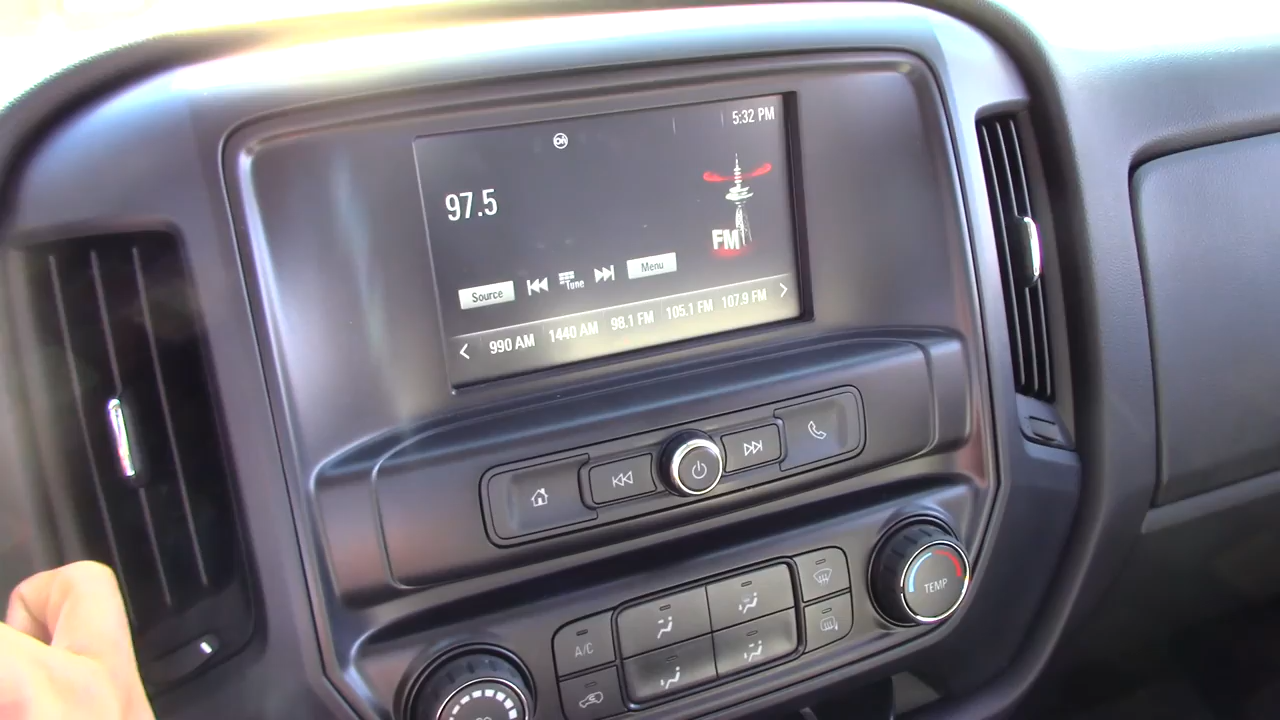 5:32 PM
97.5
FM
Source
Tune
Menu
990 AM 1440 AM 98.1 FM 105.1 FM 107.9 FM
TEMP
A/C